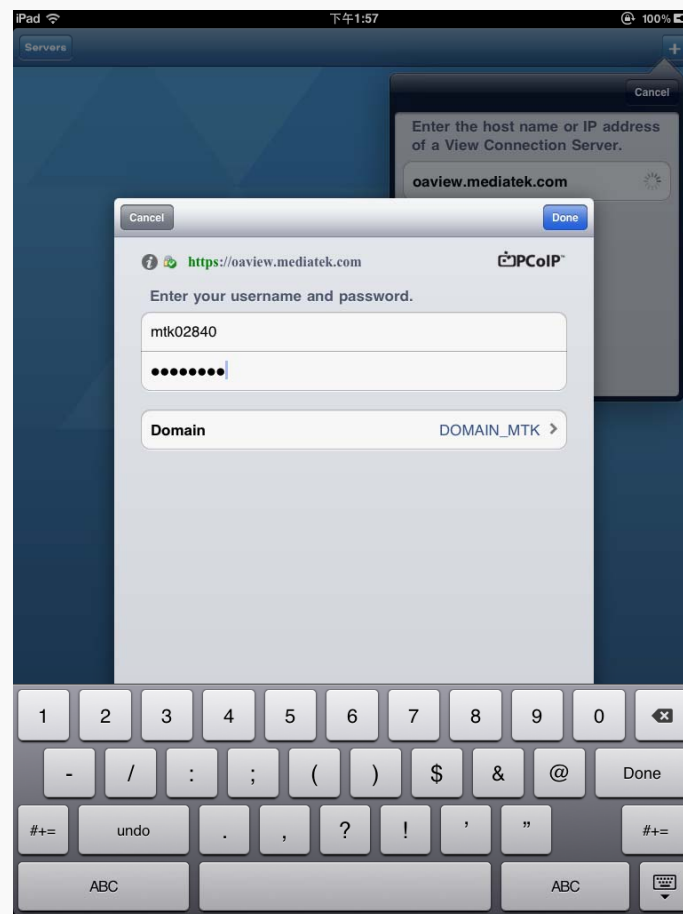 iPad 下午1:57 100%
Servers +
Cancel
Enter the host name or IP address
of a View Connection Server.
oaview.mediatek.com
Cancel Done
https://oaview.mediatek.com PCoIP™
Enter your username and password.
mtk02840
••••••••
Domain DOMAIN_MTK >
1 2 3 4 5 6 7 8 9 0
- / : ; ( ) $ & @ Done
#+= undo . , ? ! ' " #+=
ABC ABC